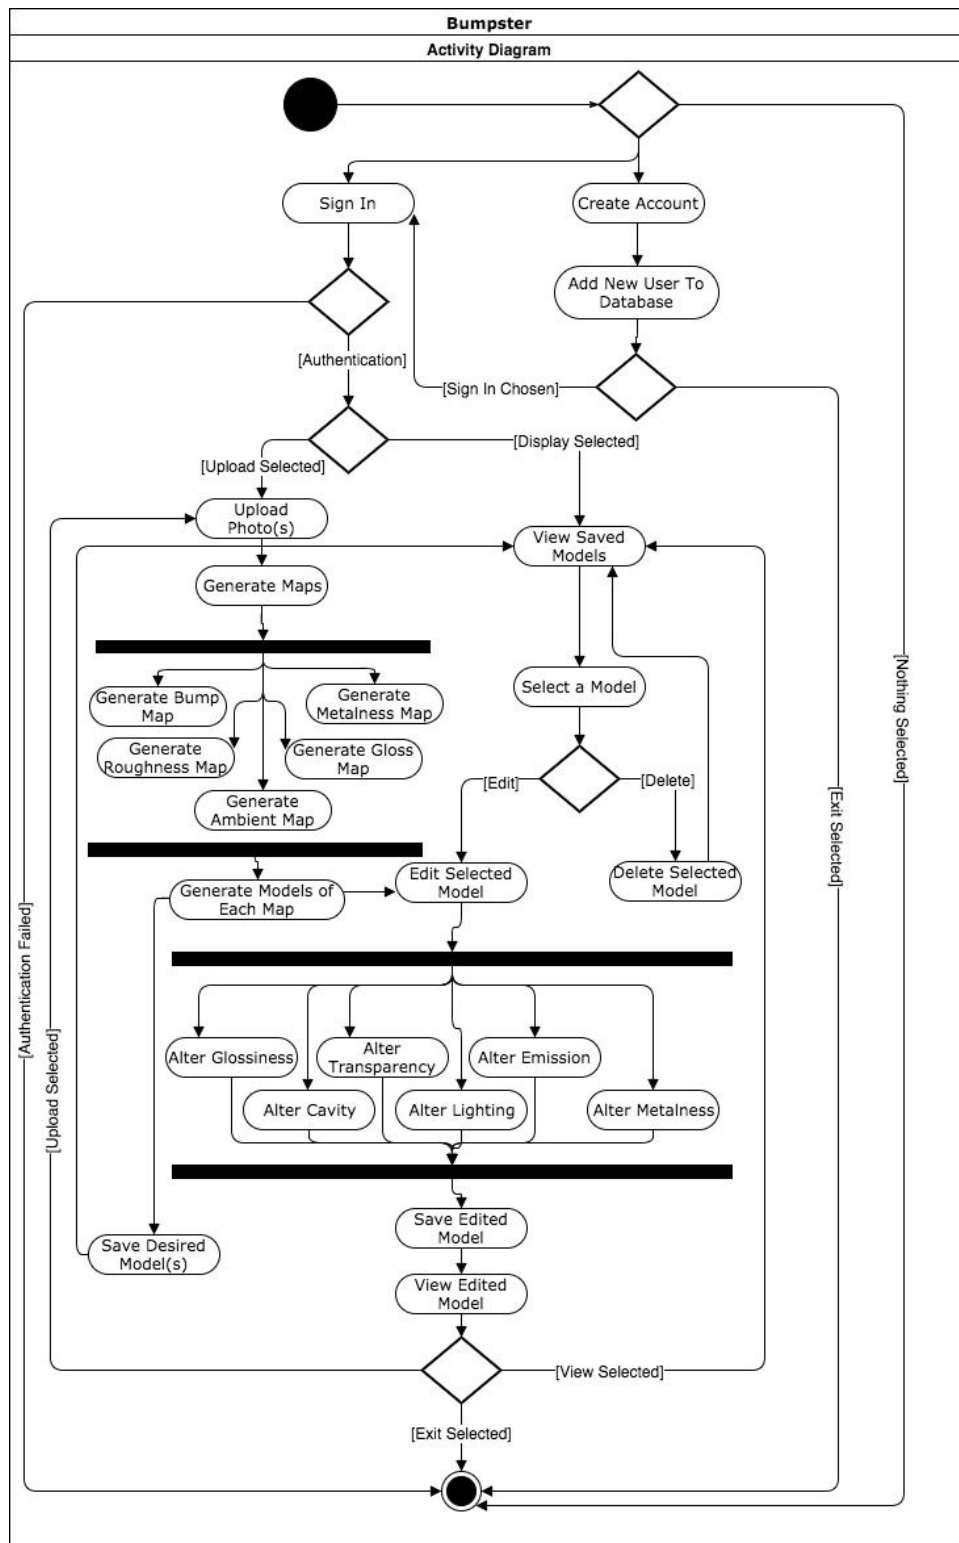 Bumpster
Activity Diagram
Sign In
Create Account
Add New User To
Database
[Authentication]
[Sign In Chosen]
[Display Selected]
[Upload Selected]
Upload
Photo(s)
View Saved
Models
Generate Maps
[Nothing Selected]
Select a Model
Generate Bump
Map
Generate
Metalness Map
Generate
Roughness Map
Generate Gloss
Map
[Edit]
[Delete]
[Exit Selected]
Generate
Ambient Map
Edit Selected
Model
Delete Selected
Model
Generate Models of
Each Map
[Authentication Failed]
[Upload Selected]
Alter Glossiness
Alter
Transparency
Alter Emission
Alter Cavity
Alter Lighting
Alter Metalness
Save Edited
Model
Save Desired
Model(s)
View Edited
Model
[View Selected]
[Exit Selected]